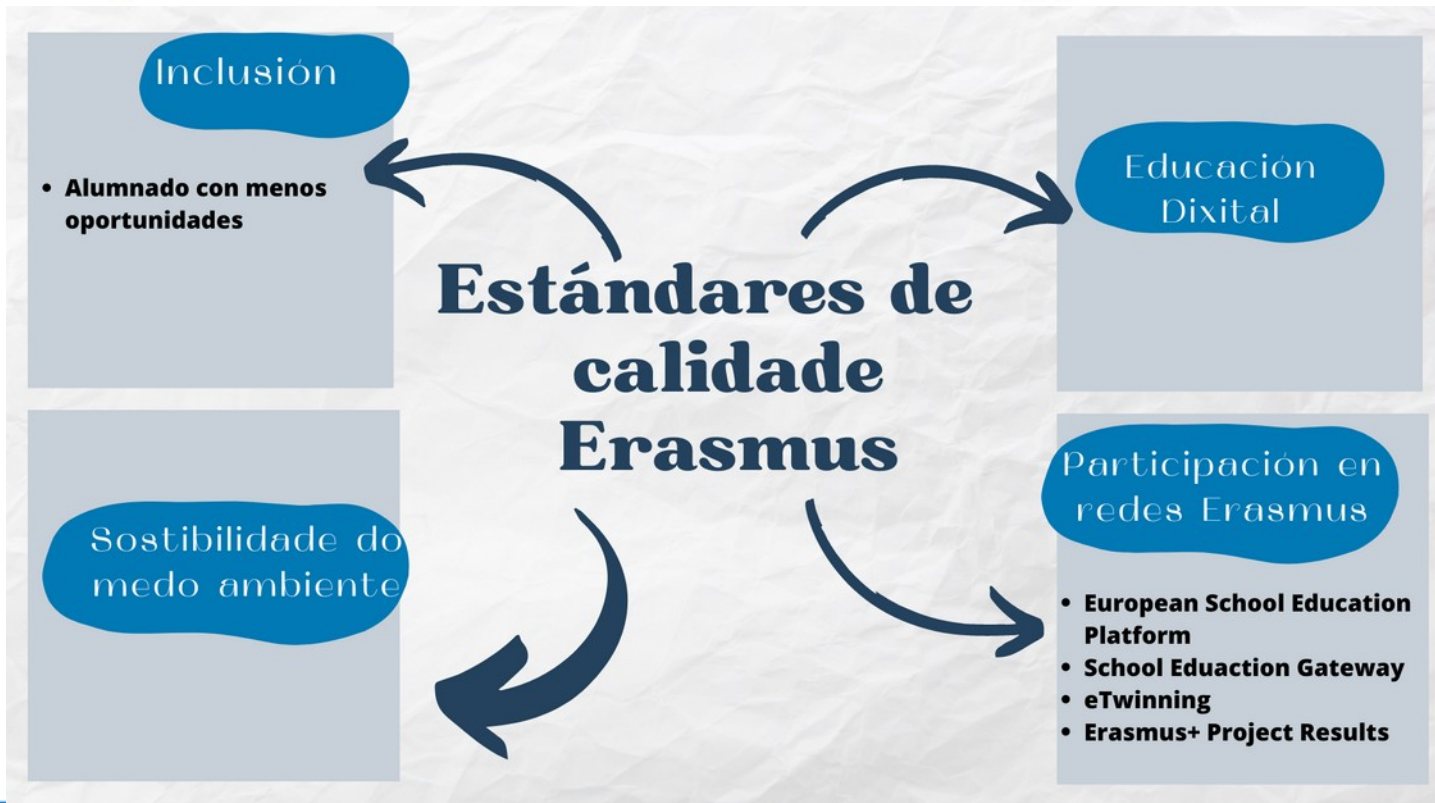 Inclusión
• Alumnado con menos
oportunidades
Estándares de
calidade
Erasmus
Educación
Dixital
Sostibilidade do
medo ambiente
Participación en
redes Erasmus
• European School Education
Platform
• School Eduaction Gateway
• eTwinning
• Erasmus+ Project Results